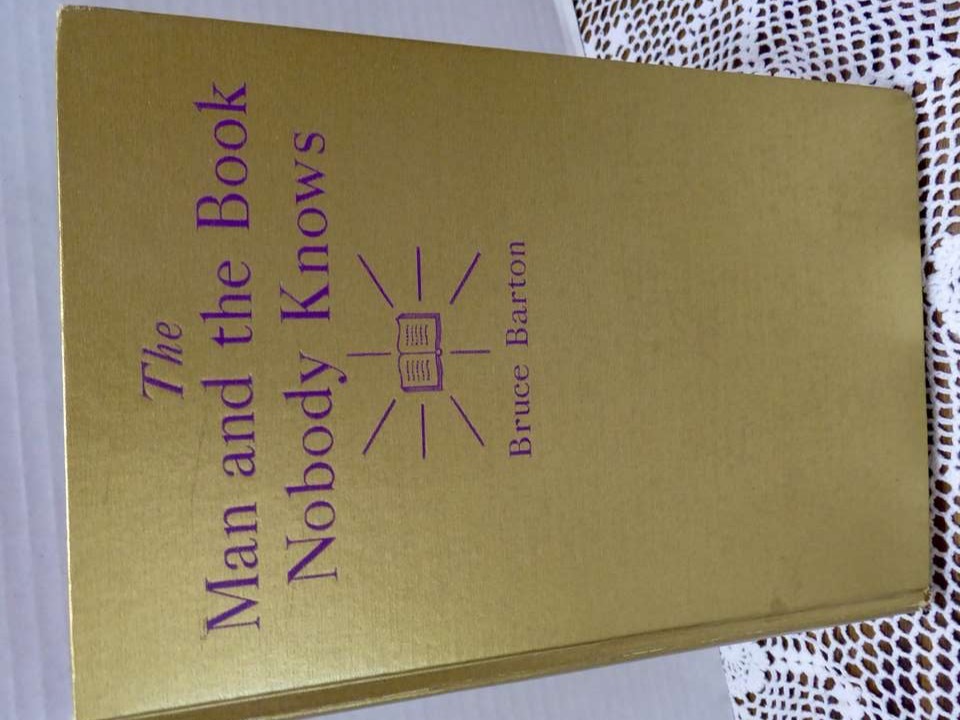 The
Man and the Book
Nobody Knows
Bruce Barton